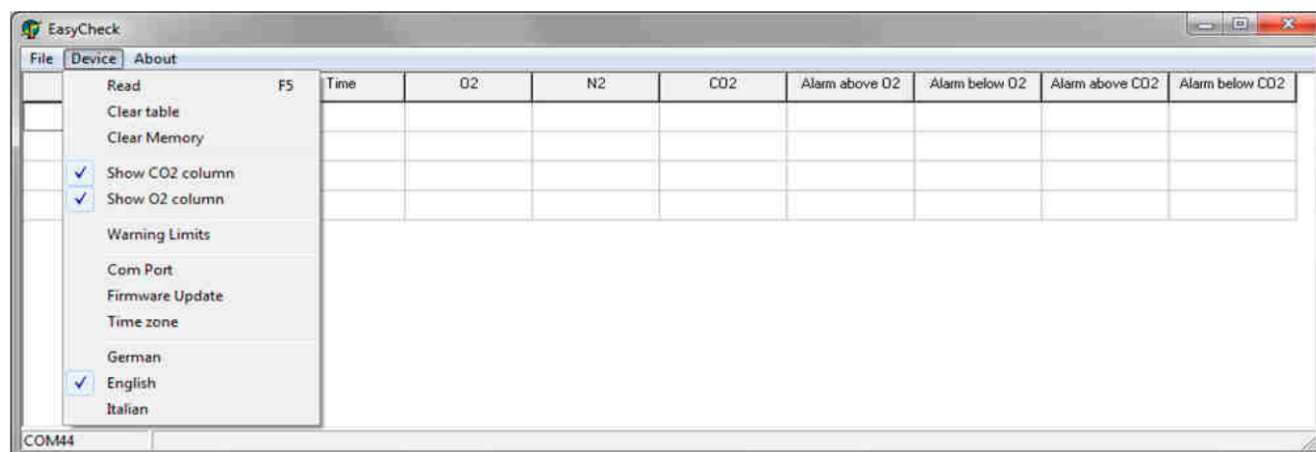 EasyCheck
File Device About
Time O2 N2 CO2 Alarm above O2 Alarm below O2 Alarm above CO2 Alarm below CO2
Read F5
Clear table
Clear Memory
Show CO2 column
Show O2 column
Warning Limits
Com Port
Firmware Update
Time zone
German
English
Italian
COM44